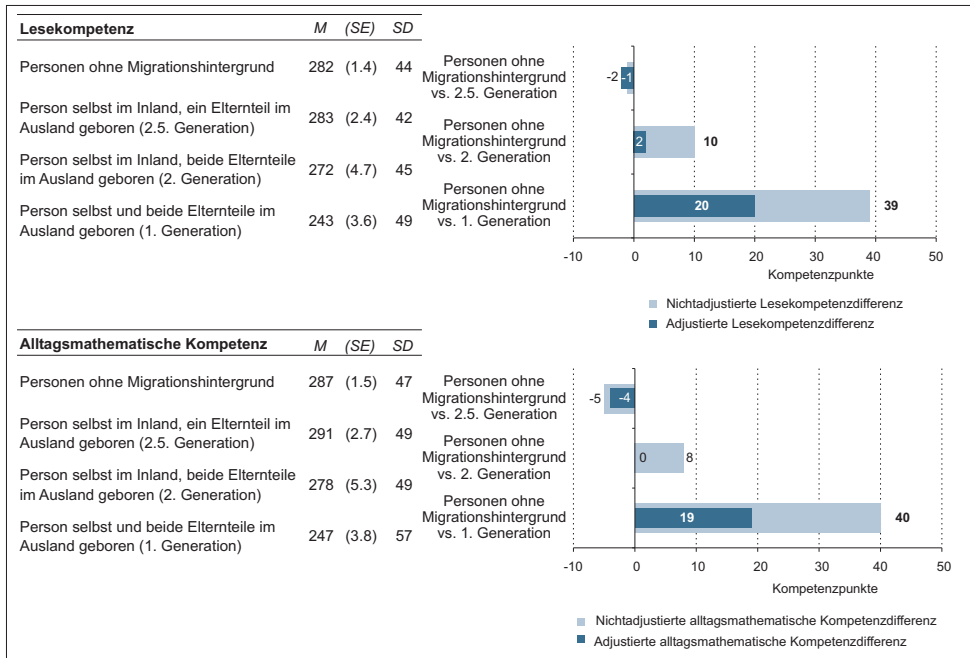 Lesekompetenz M (SE) SD
Personen ohne Migrationshintergrund 282 (1.4) 44
Person selbst im Inland, ein Elternteil im
Ausland geboren (2.5. Generation) 283 (2.4) 42
Person selbst im Inland, beide Elternteile
im Ausland geboren (2. Generation) 272 (4.7) 45
Person selbst und beide Elternteile im
Ausland geboren (1. Generation) 243 (3.6) 49
Personen ohne
Migrationshintergrund
vs. 2.5. Generation
-2 -1
Personen ohne
Migrationshintergrund
vs. 2. Generation
2 10
Personen ohne
Migrationshintergrund
vs. 1. Generation
20 39
-10 0 10 20 30 40 50
Kompetenzpunkte
Nichtadjustierte Lesekompetenzdifferenz
Adjustierte Lesekompetenzdifferenz
Alltagsmathematische Kompetenz M (SE) SD
Personen ohne Migrationshintergrund 287 (1.5) 47
Person selbst im Inland, ein Elternteil im
Ausland geboren (2.5. Generation) 291 (2.7) 49
Person selbst im Inland, beide Elternteile
im Ausland geboren (2. Generation) 278 (5.3) 49
Person selbst und beide Elternteile im
Ausland geboren (1. Generation) 247 (3.8) 57
Personen ohne
Migrationshintergrund
vs. 2.5. Generation
-5 -4
Personen ohne
Migrationshintergrund
vs. 2. Generation
0 8
Personen ohne
Migrationshintergrund
vs. 1. Generation
19 40
-10 0 10 20 30 40 50
Kompetenzpunkte
Nichtadjustierte alltagsmathematische Kompetenzdifferenz
Adjustierte alltagsmathematische Kompetenzdifferenz